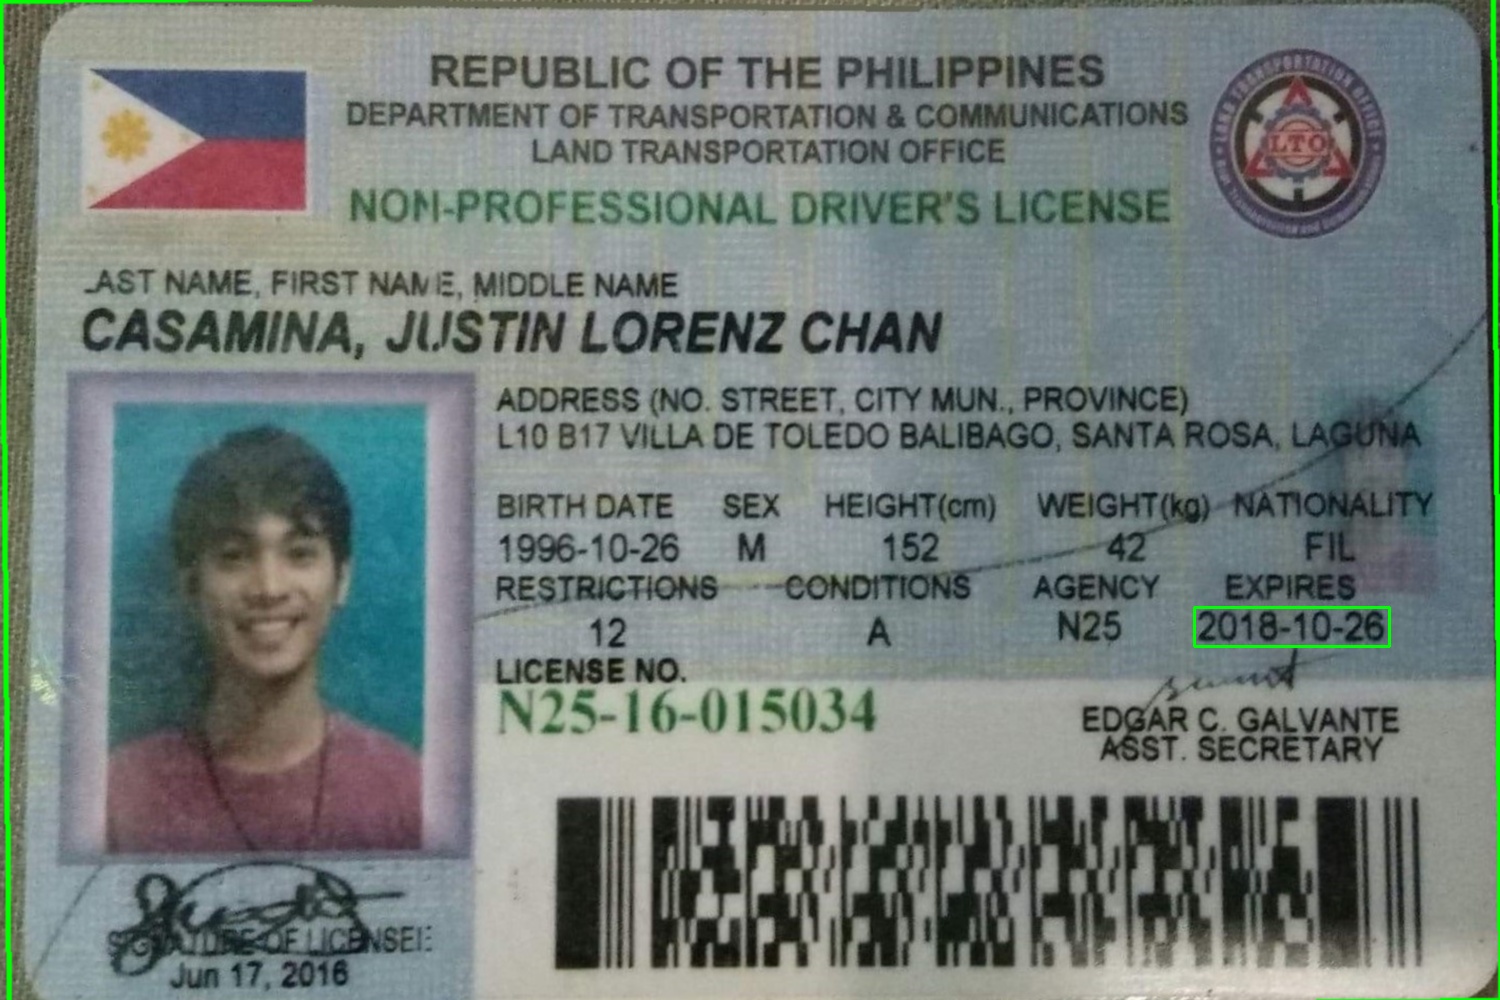 REPUBLIC OF THE PHILIPPINES
DEPARTMENT OF TRANSPORTATION & COMMUNICATIONS
LAND TRANSPORTATION OFFICE
LTO
NON-PROFESSIONAL DRIVER'S LICENSE
LAST NAME, FIRST NAME, MIDDLE NAME
CASAMINA, JUSTIN LORENZ CHAN
ADDRESS (NO. STREET, CITY MUN., PROVINCE)
L10 B17 VILLA DE TOLEDO BALIBAGO, SANTA ROSA, LAGUNA
BIRTH DATE SEX HEIGHT(cm) WEIGHT(kg) NATIONALITY
1996-10-26 M 152 42 FIL
RESTRICTIONS CONDITIONS AGENCY EXPIRES
12 A N25 2018-10-26
LICENSE NO.
N25-16-015034
EDGAR C. GALVANTE
ASST. SECRETARY
SIGNATURE OF LICENSEE
Jun 17, 2016